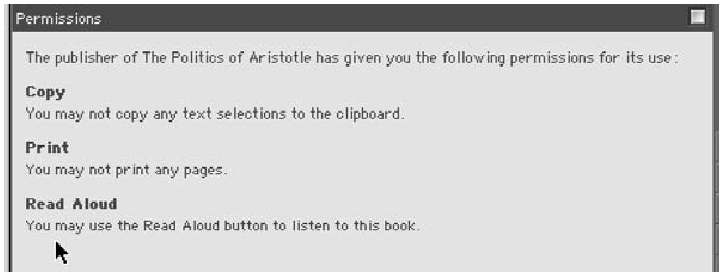 Permissions
The publisher of The Politics of Aristotle has given you the following permissions for its use:
Copy
You may not copy any text selections to the clipboard.
Print
You may not print any pages.
Read Aloud
You may use the Read Aloud button to listen to this book.